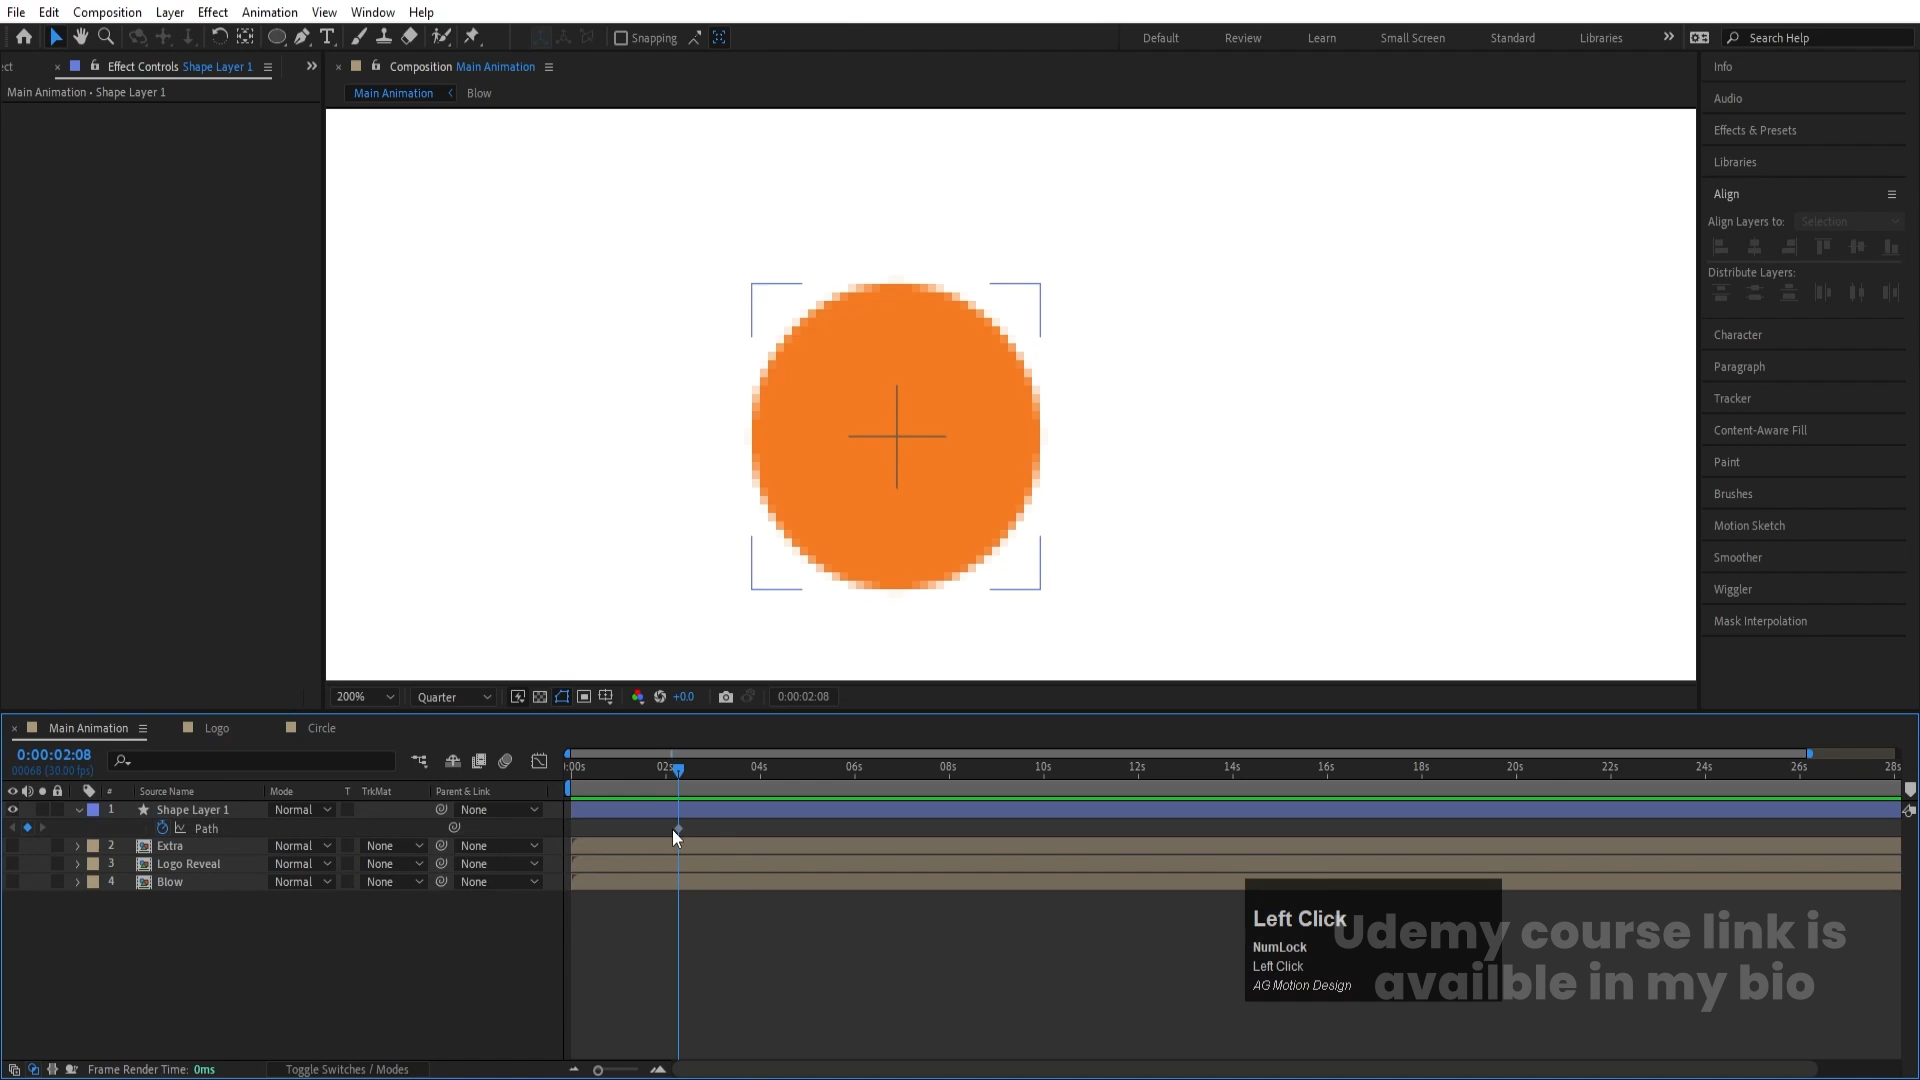 File Edit Composition Layer Effect Animation View Window Help
Snapping
Default Review Learn Small Screen Standard Libraries
Search Help
ct
Effect Controls Shape Layer 1
Composition Main Animation
Main Animation • Shape Layer 1
Main Animation Blow
Info
Audio
Effects & Presets
Libraries
Align
Align Layers to: Selection
Distribute Layers:
Character
Paragraph
Tracker
Content-Aware Fill
Paint
Brushes
Motion Sketch
Smoother
Wiggler
Mask Interpolation
200% Quarter +0.0 0:00:02:08
Main Animation Logo Circle
0:00:02:08
00068 (30.00 fps)
:00s 02s 04s 06s 08s 10s 12s 14s 16s 18s 20s 22s 24s 26s 28s
# Source Name Mode T TrkMat Parent & Link
1 Shape Layer 1 Normal None
Path
2 Extra Normal None None
3 Logo Reveal Normal None None
4 Blow Normal None None
Left Click
NumLock
Left Click
AG Motion Design
Udemy course link is
availble in my bio
Frame Render Time: 0ms Toggle Switches / Modes